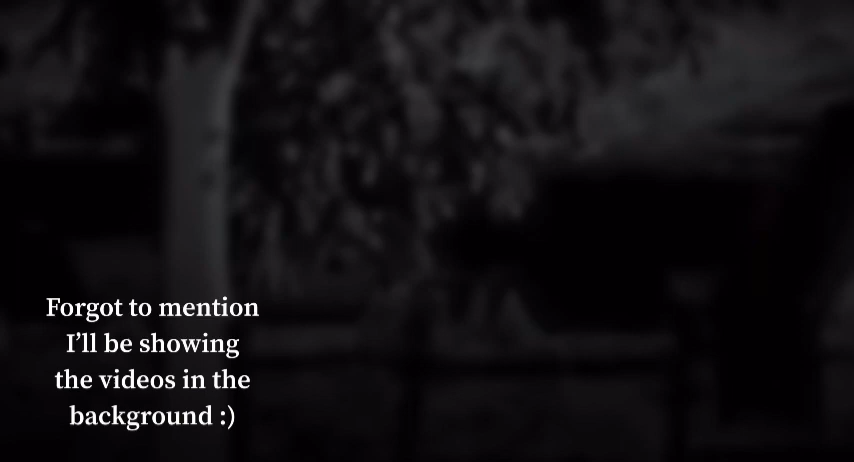 Forgot to mention
I’ll be showing
the videos in the
background :)